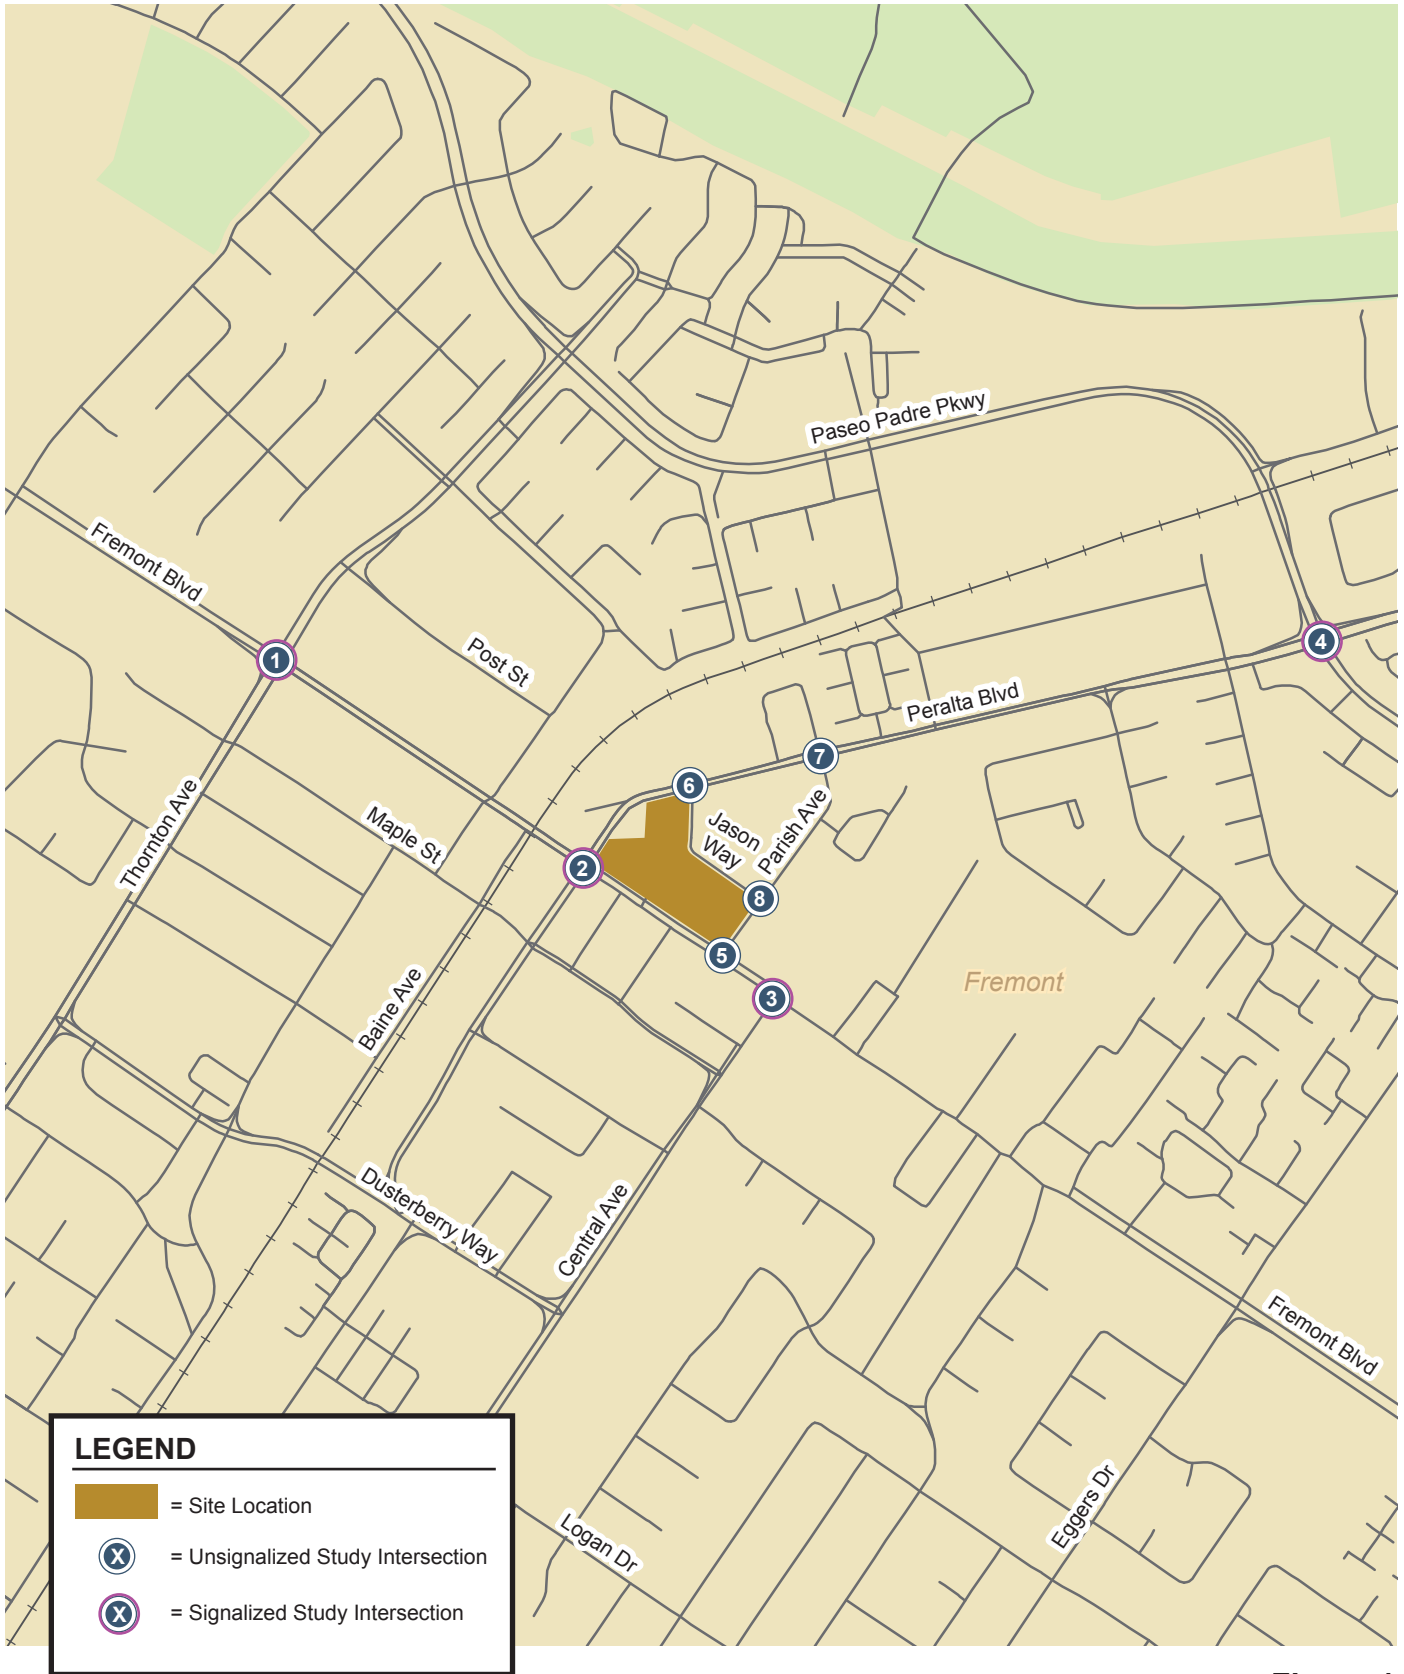 Paseo Padre Pkwy
Fremont Blvd
4
1
Post St
Peralta Blvd
7
6
Thornton Ave
Maple St
Jason
Way
Parish Ave
2
8
5
Fremont
3
Baine Ave
Dusterberry Way
Central Ave
Fremont Blvd
LEGEND
= Site Location
X = Unsignalized Study Intersection
X = Signalized Study Intersection
Logan Dr
Eggers Dr